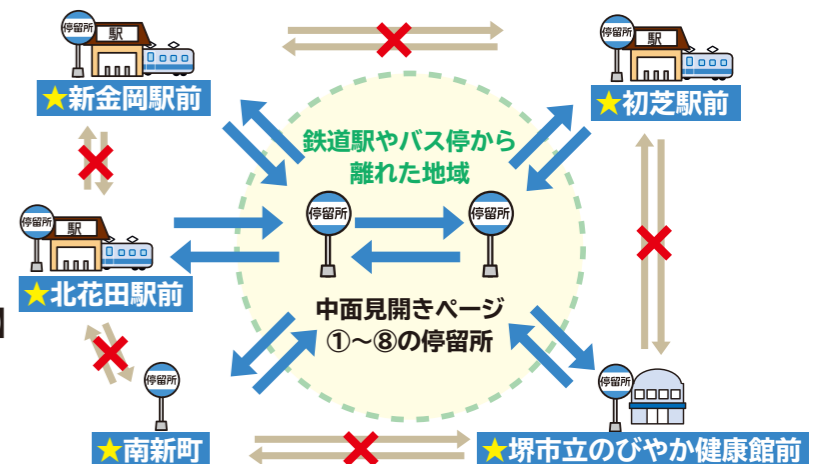 停留所
駅
★新金岡駅前
停留所
駅
★初芝駅前
鉄道駅やバス停から
離れた地域
停留所
停留所
停留所
駅
★北花田駅前
中面見開きページ
①〜⑧の停留所
停留所
★南新町
停留所
★堺市立のびやか健康館前